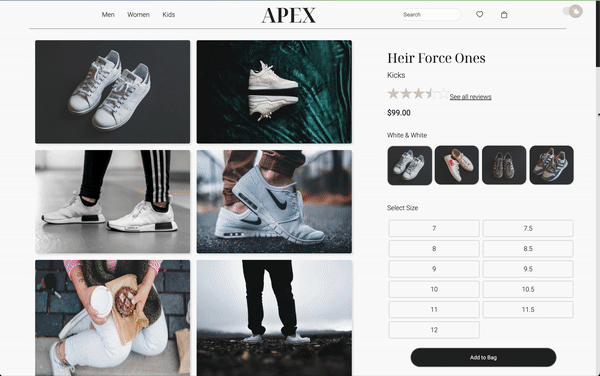 Men Women Kids
APEX
Search
Heir Force Ones
Kicks
See all reviews
$99.00
White & White
Select Size
7 7.5
8 8.5
9 9.5
10 10.5
11 11.5
12
Add to Bag